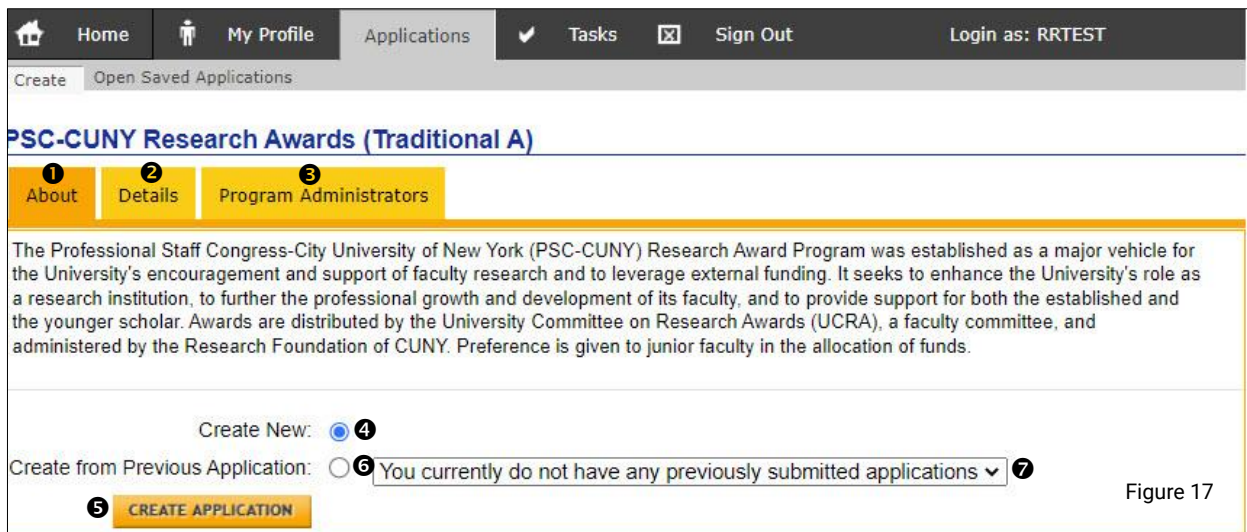 Home My Profile Applications Tasks Sign Out Login as: RRTEST
Create Open Saved Applications
PSC-CUNY Research Awards (Traditional A)
❶ ❷ ❸
About Details Program Administrators
The Professional Staff Congress-City University of New York (PSC-CUNY) Research Award Program was established as a major vehicle for
the University's encouragement and support of faculty research and to leverage external funding. It seeks to enhance the University's role as
a research institution, to further the professional growth and development of its faculty, and to provide support for both the established and
the younger scholar. Awards are distributed by the University Committee on Research Awards (UCRA), a faculty committee, and
administered by the Research Foundation of CUNY. Preference is given to junior faculty in the allocation of funds.
Create New: ❹
Create from Previous Application: ❻ You currently do not have any previously submitted applications ❼
❺ CREATE APPLICATION
Figure 17